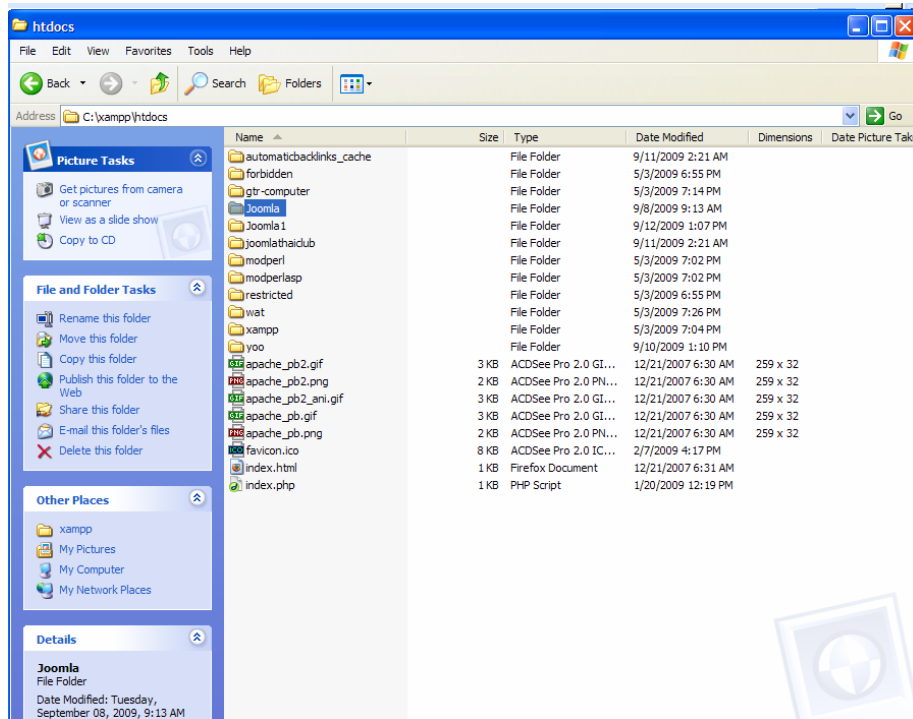 htdocs
File Edit View Favorites Tools Help
Back Search Folders
Address C:\xampp\htdocs Go
Name Size Type Date Modified Dimensions Date Picture Tak
Picture Tasks
Get pictures from camera
or scanner
View as a slide show
Copy to CD
File and Folder Tasks
Rename this folder
Move this folder
Copy this folder
Publish this folder to the
Web
Share this folder
E-mail this folder's files
Delete this folder
Other Places
xampp
My Pictures
My Computer
My Network Places
Details
Joomla
File Folder
Date Modified: Tuesday,
September 08, 2009, 9:13 AM
automaticbacklinks_cache File Folder 9/11/2009 2:21 AM
forbidden File Folder 5/3/2009 6:55 PM
gtr-computer File Folder 5/3/2009 7:14 PM
Joomla File Folder 9/8/2009 9:13 AM
Joomla1 File Folder 9/12/2009 1:07 PM
joomlathaiclub File Folder 9/11/2009 2:21 AM
modperl File Folder 5/3/2009 7:02 PM
modperlasp File Folder 5/3/2009 7:02 PM
restricted File Folder 5/3/2009 6:55 PM
wat File Folder 5/3/2009 7:26 PM
xampp File Folder 5/3/2009 7:04 PM
yoo File Folder 9/10/2009 1:10 PM
GIF apache_pb2.gif 3 KB ACDSee Pro 2.0 GI... 12/21/2007 6:30 AM 259 x 32
PNG apache_pb2.png 2 KB ACDSee Pro 2.0 PN... 12/21/2007 6:30 AM 259 x 32
GIF apache_pb2_ani.gif 3 KB ACDSee Pro 2.0 GI... 12/21/2007 6:30 AM 259 x 32
GIF apache_pb.gif 3 KB ACDSee Pro 2.0 GI... 12/21/2007 6:30 AM 259 x 32
PNG apache_pb.png 2 KB ACDSee Pro 2.0 PN... 12/21/2007 6:30 AM 259 x 32
ICO favicon.ico 8 KB ACDSee Pro 2.0 IC... 2/7/2009 4:17 PM
index.html 1 KB Firefox Document 12/21/2007 6:31 AM
index.php 1 KB PHP Script 1/20/2009 12:19 PM